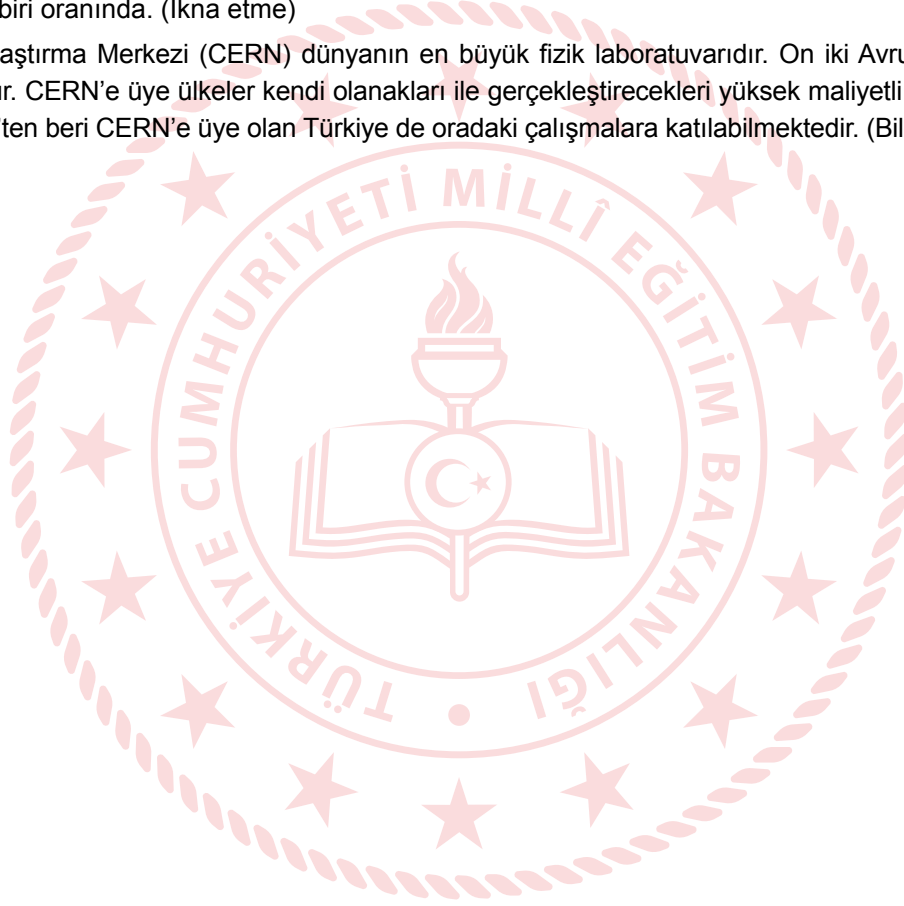 biri oranında. (İkna etme)
aştırma Merkezi (CERN) dünyanın en büyük fizik laboratuvarıdır. On iki Avru
ır. CERN’e üye ülkeler kendi olanakları ile gerçekleştirecekleri yüksek maliyetli
’ten beri CERN’e üye olan Türkiye de oradaki çalışmalara katılabilmektedir. (Bil
TÜRKİYE CUMHURİYETİ MİLLÎ EĞİTİM BAKANLIĞI